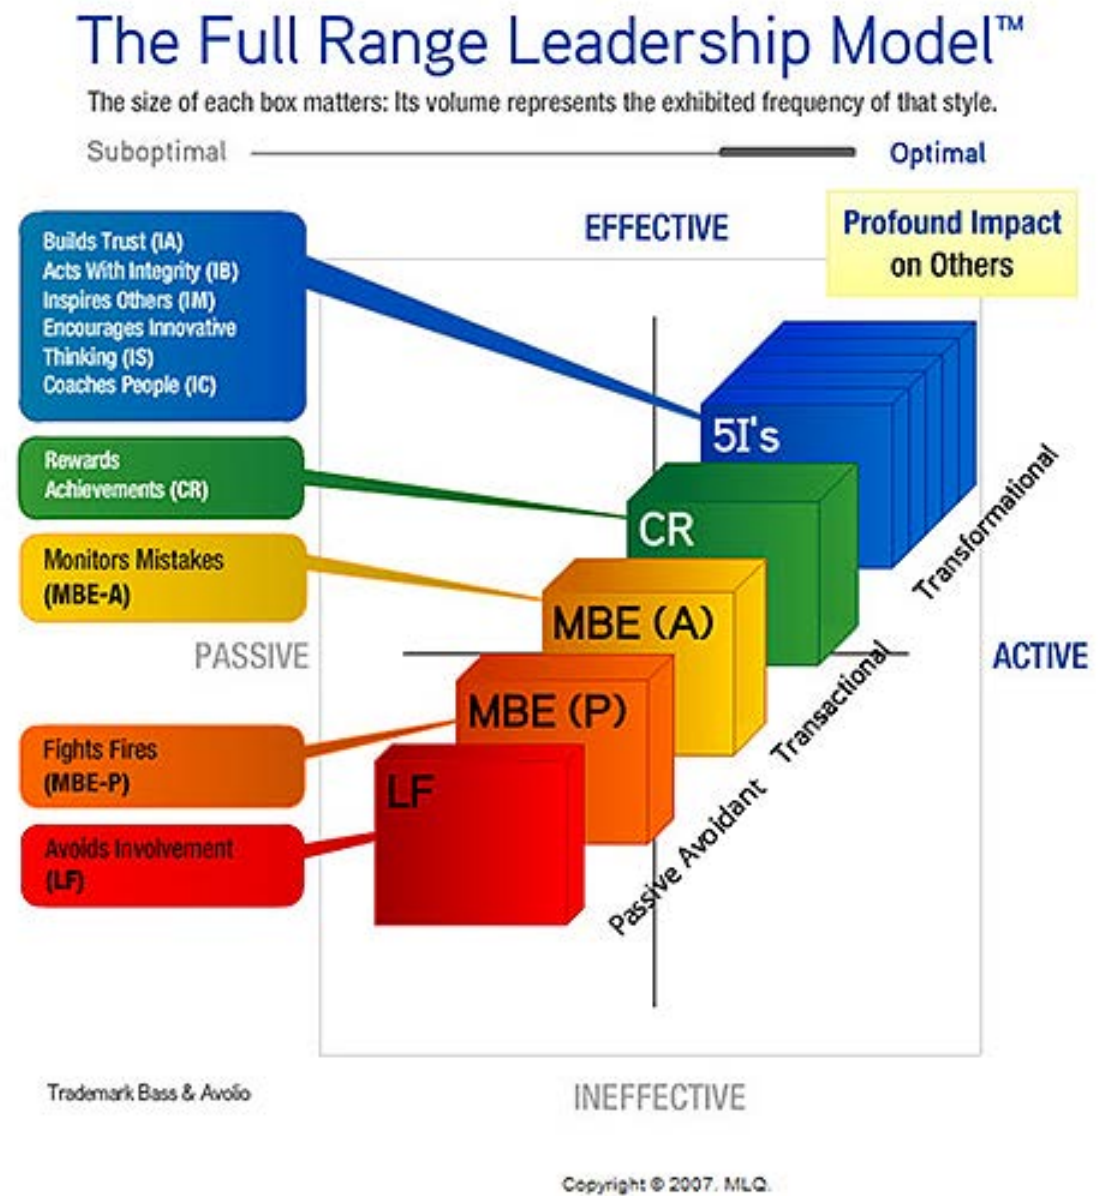 The Full Range Leadership Model™
The size of each box matters: Its volume represents the exhibited frequency of that style.
Suboptimal
Optimal
EFFECTIVE
Profound Impact
on Others
Builds Trust (IA)
Acts With Integrity (IB)
Inspires Others (IM)
Encourages Innovative
Thinking (IS)
Coaches People (IC)
5I's
Rewards
Achievements (CR)
CR
Transformational
Monitors Mistakes
(MBE-A)
MBE (A)
PASSIVE
ACTIVE
Transactional
Fights Fires
(MBE-P)
MBE (P)
Avoids Involvement
(LF)
LF
Passive Avoidant
Trademark Bass & Avolio
INEFFECTIVE
Copyright © 2007. MLQ.